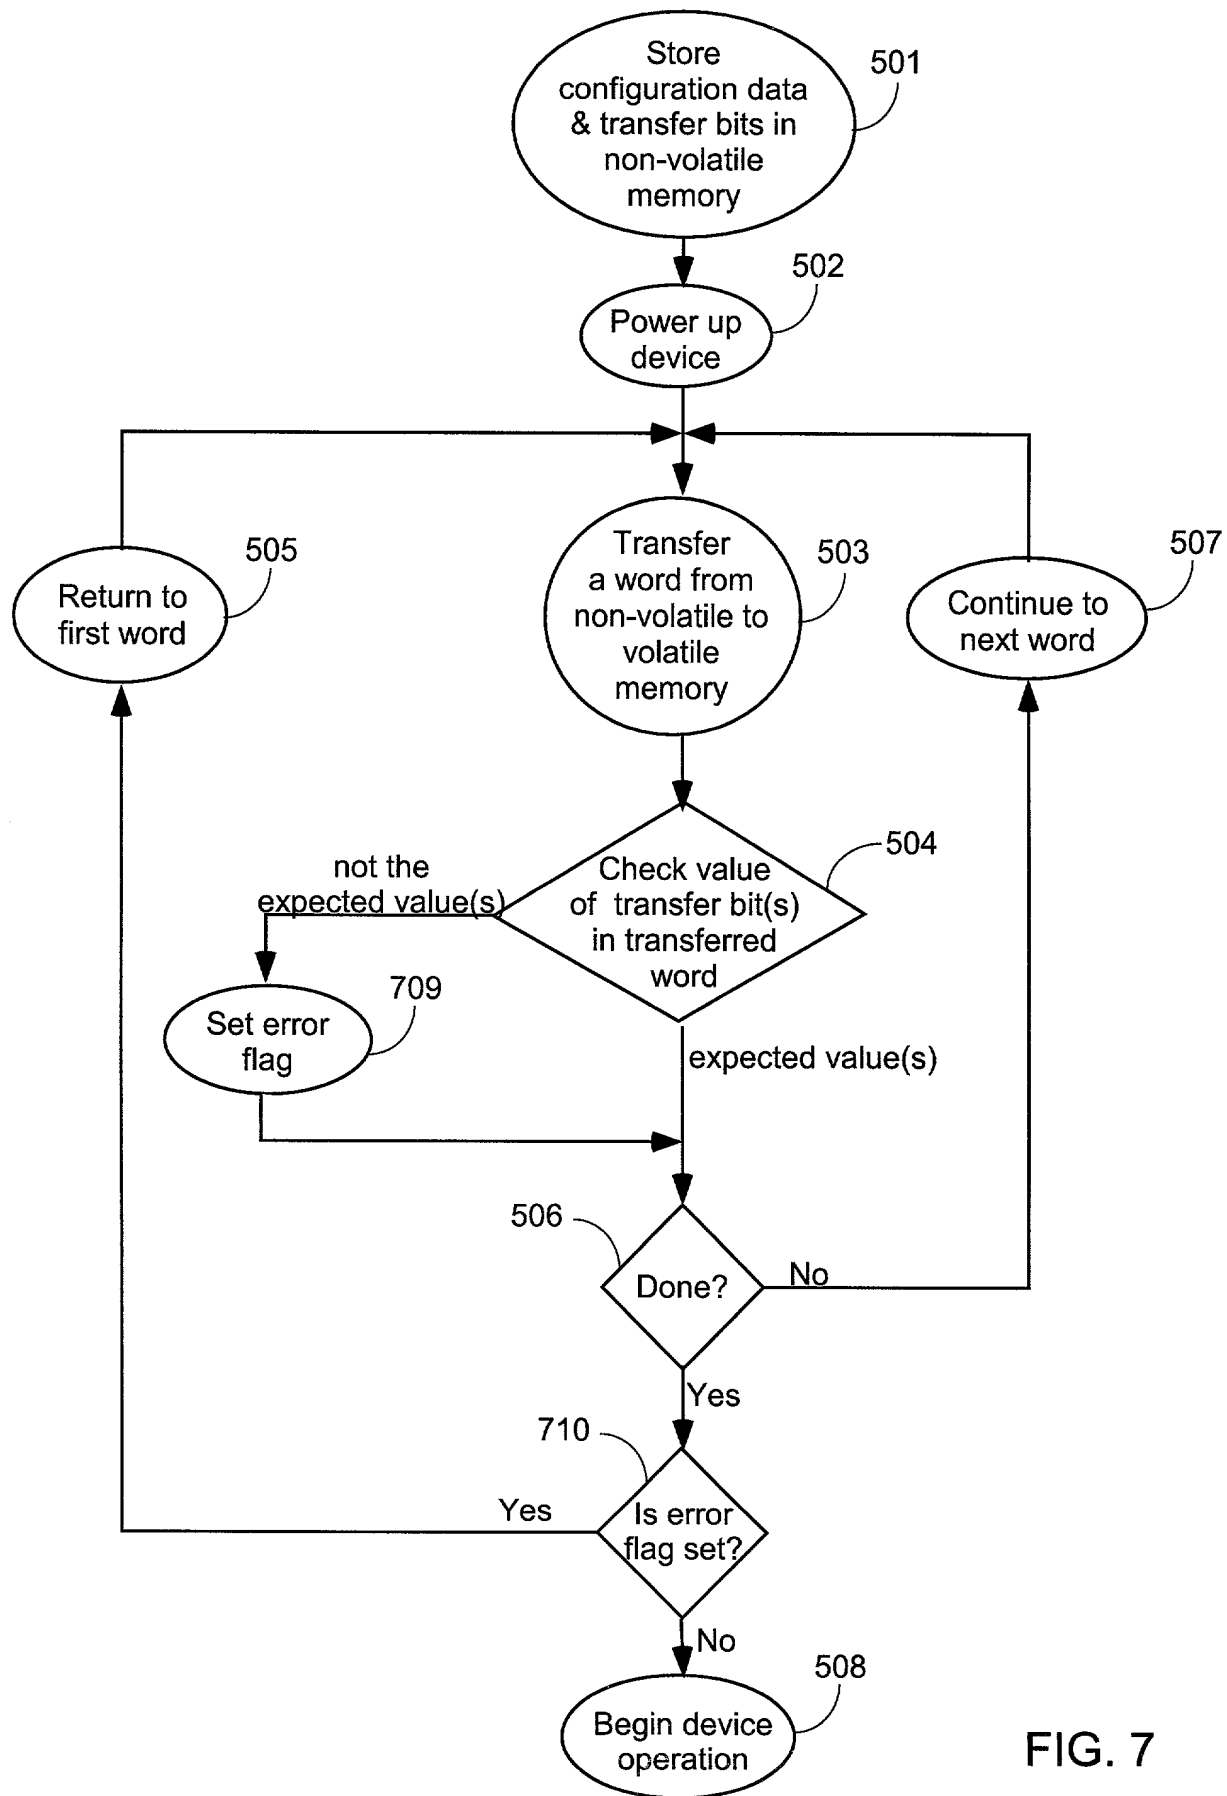 Store
configuration data
& transfer bits in
non-volatile
memory
501
502
Power up
device
505
Return to
first word
Transfer
a word from
non-volatile to
volatile
memory
503
507
Continue to
next word
504
Check value
of transfer bit(s)
in transferred
word
not the
expected value(s)
709
Set error
flag
expected value(s)
506
Done?
No
Yes
710
Is error
flag set?
Yes
No
508
Begin device
operation
FIG. 7